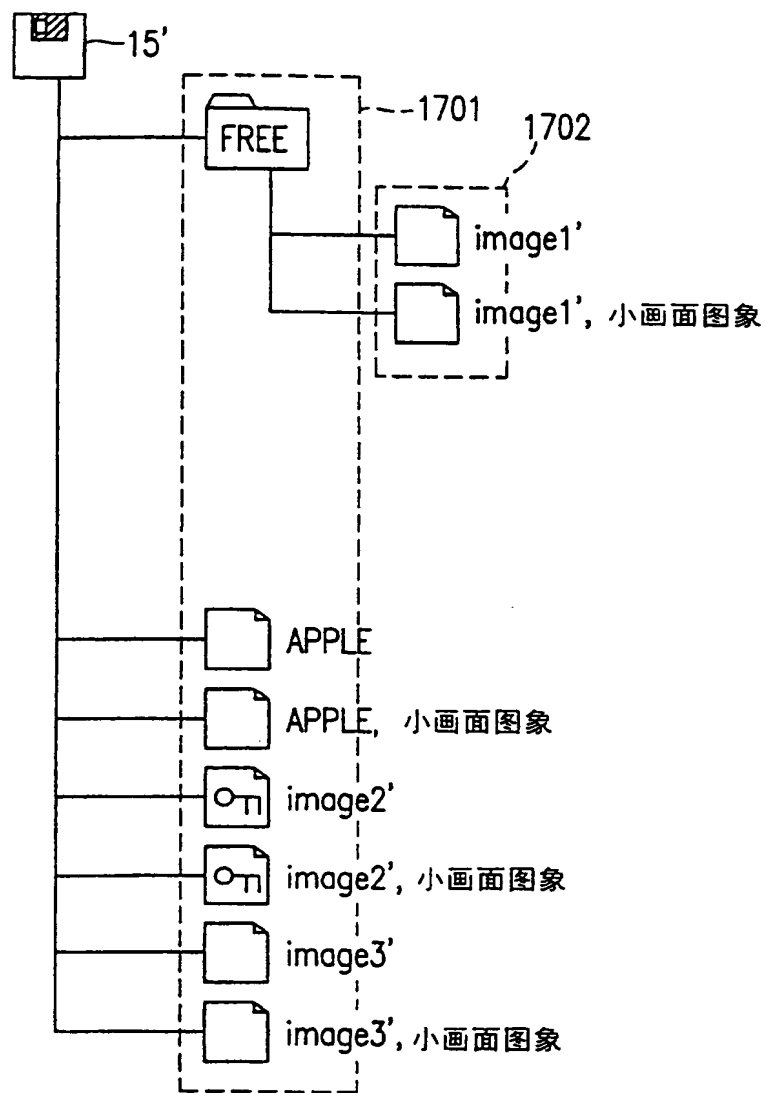 15'
1701
FREE
1702
image1'
image1', 小画面图象
APPLE
APPLE, 小画面图象
image2'
image2', 小画面图象
image3'
image3', 小画面图象